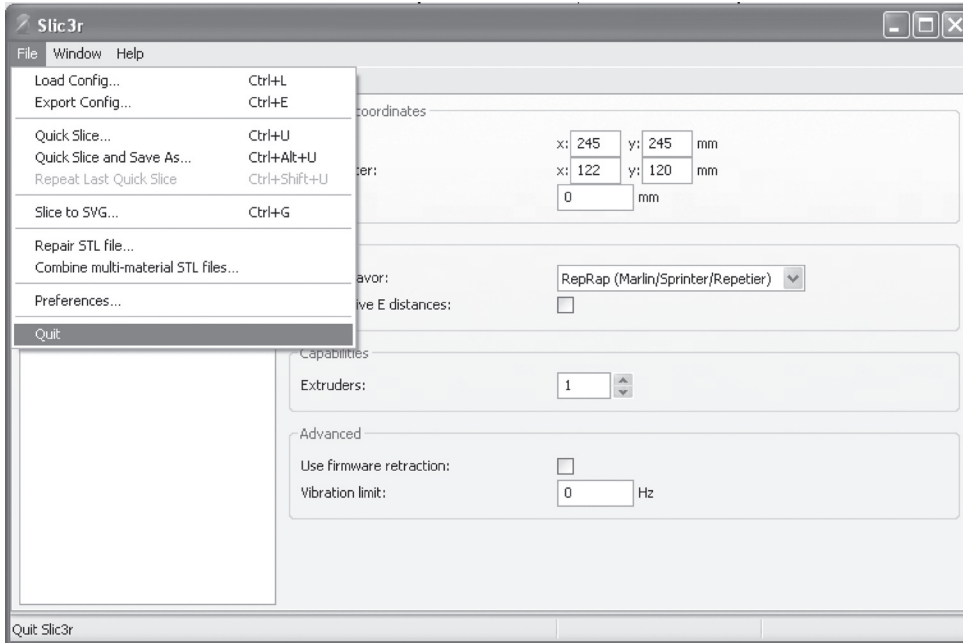 Slic3r
File Window Help
Load Config... Ctrl+L
Export Config... Ctrl+E
Quick Slice... Ctrl+U
Quick Slice and Save As... Ctrl+Alt+U
Repeat Last Quick Slice Ctrl+Shift+U
Slice to SVG... Ctrl+G
Repair STL file...
Combine multi-material STL files...
Preferences...
Quit
coordinates
x: 245 y: 245 mm
er: x: 122 y: 120 mm
0 mm
avor: RepRap (Marlin/Sprinter/Repetier)
ive E distances:
Capabilities
Extruders: 1
Advanced
Use firmware retraction:
Vibration limit: 0 Hz
Quit Slic3r